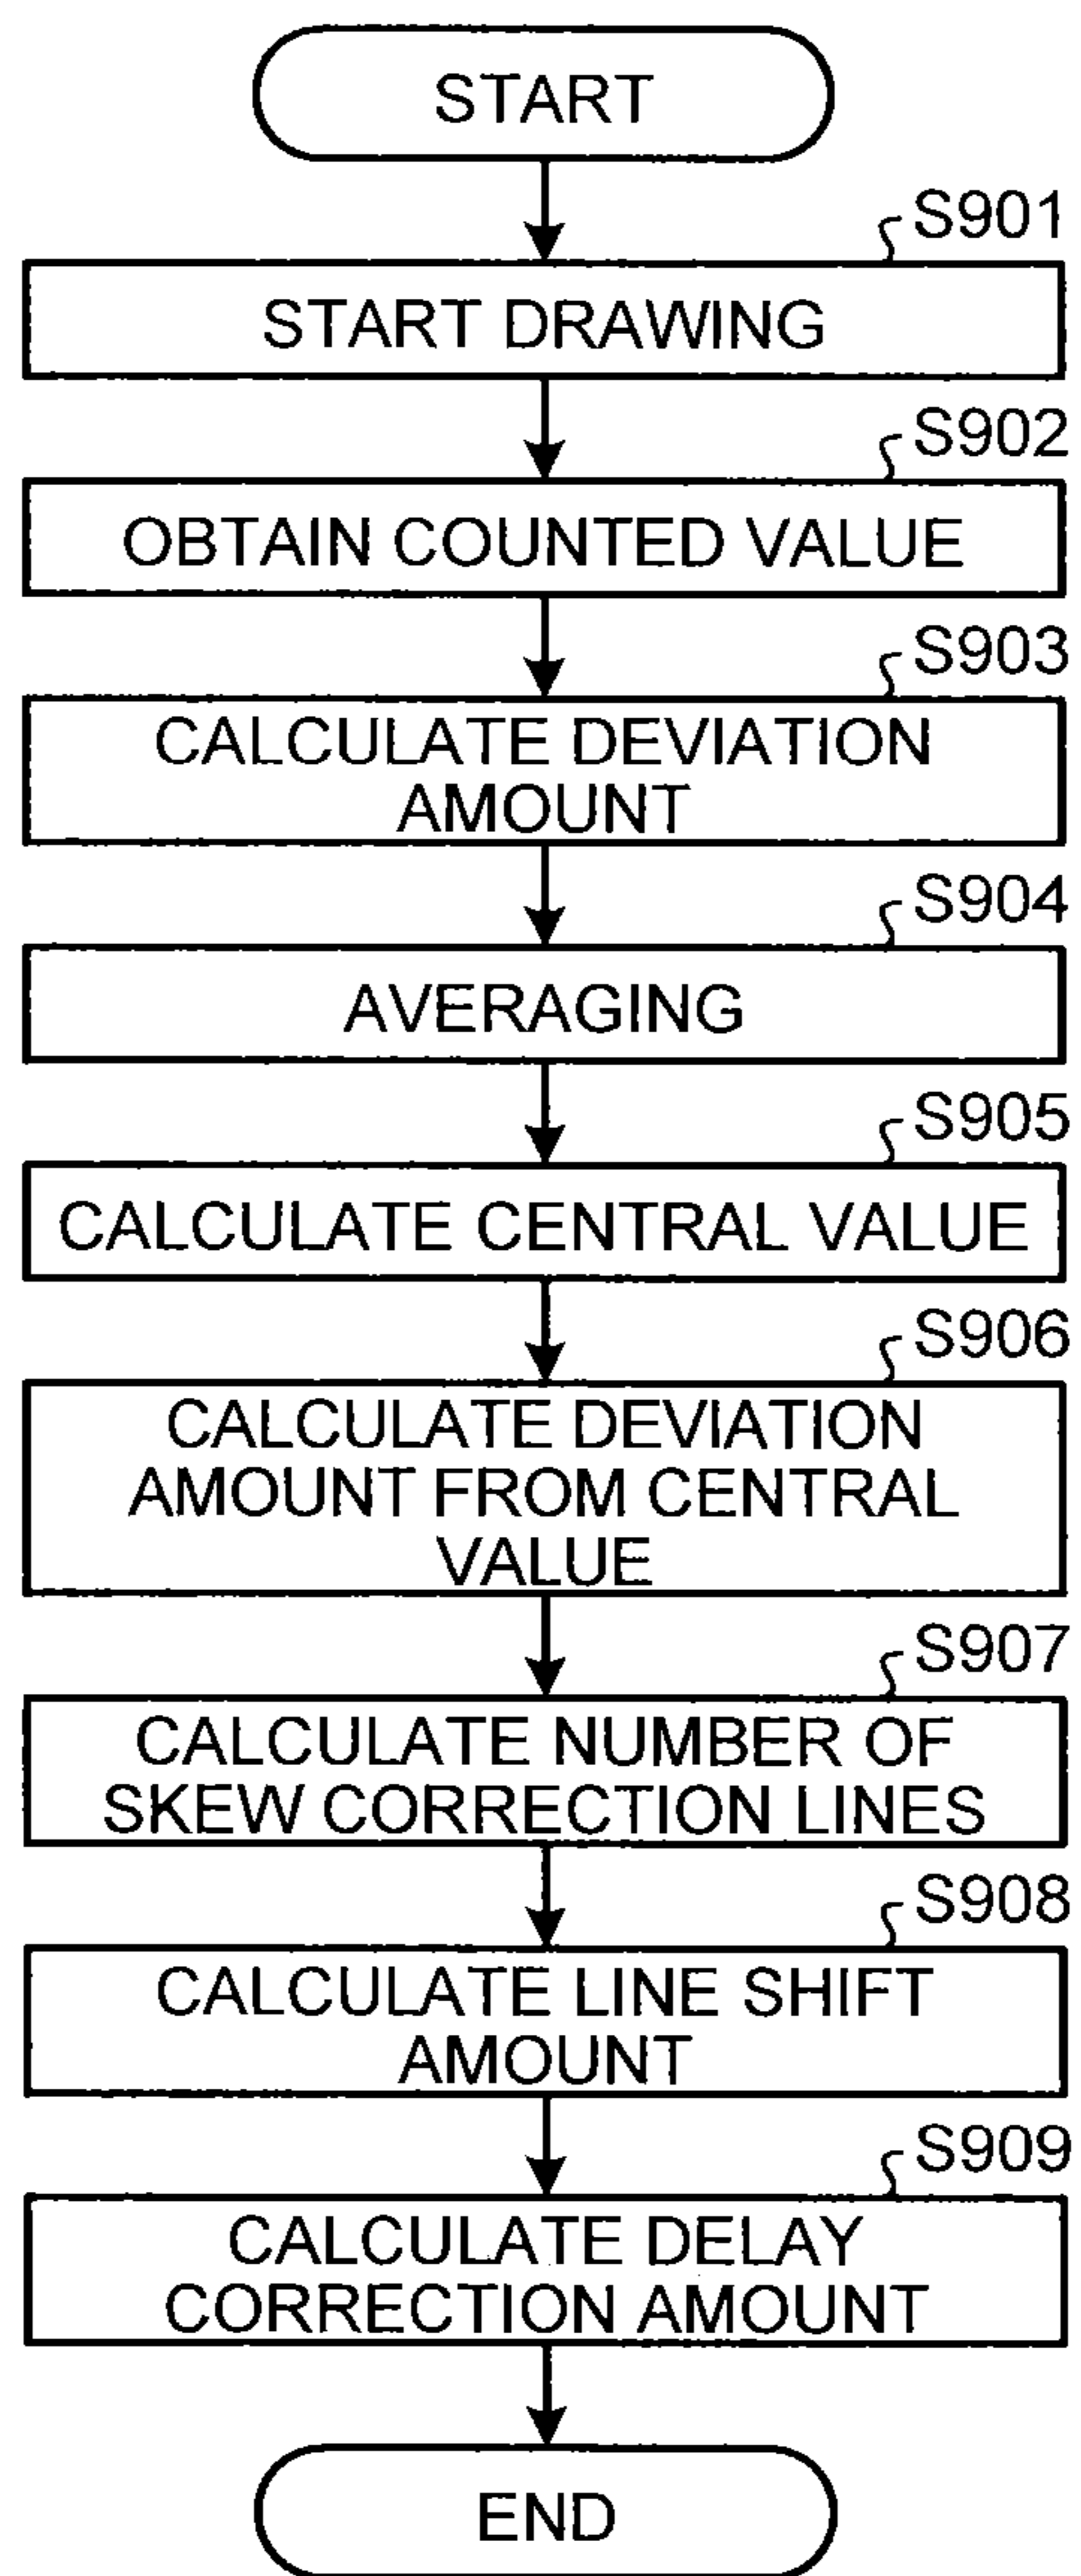 START
S901
START DRAWING
S902
OBTAIN COUNTED VALUE
S903
CALCULATE DEVIATION
AMOUNT
S904
AVERAGING
S905
CALCULATE CENTRAL VALUE
S906
CALCULATE DEVIATION
AMOUNT FROM CENTRAL
VALUE
S907
CALCULATE NUMBER OF
SKEW CORRECTION LINES
S908
CALCULATE LINE SHIFT
AMOUNT
S909
CALCULATE DELAY
CORRECTION AMOUNT
END